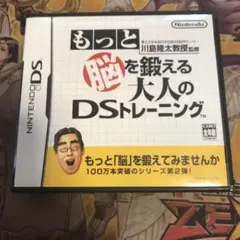 Nintendo
NINTENDO DS
川島隆太教授監修
もっと
脳を鍛える
大人の
DSトレーニング™
もっと「脳」を鍛えてみませんか
100万本突破のシリーズ第2弾!